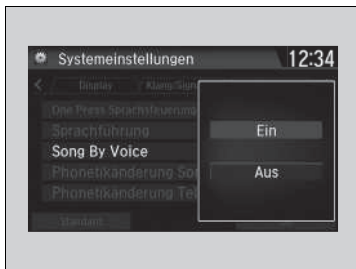 Systemeinstellungen 12:34
Display Klang/Sign
One Press Sprachsteuerung
Sprachführung
Song By Voice
Phonetikänderung Son
Phonetikänderung Tel
Standard
Ein
Aus